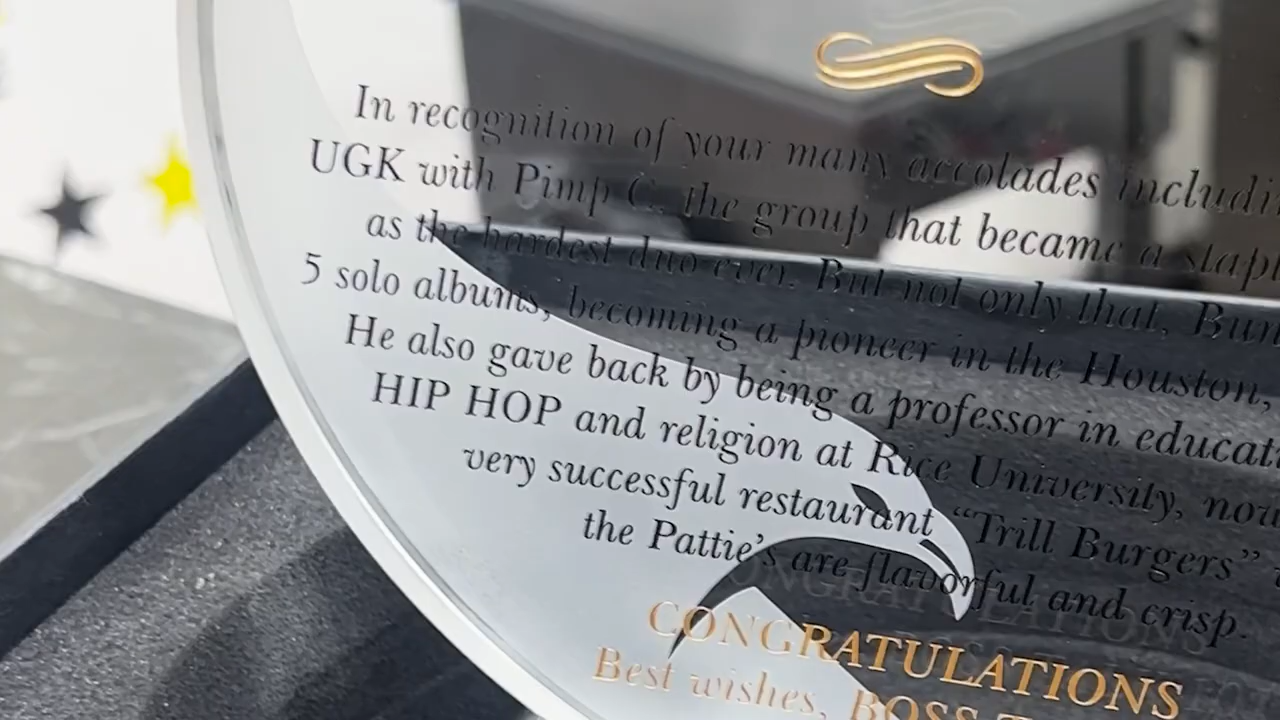 In recognition of your many accolades includi
UGK with Pimp C. the group that became a stapl
as the hardest duo ever. But not only that, Bun
5 solo albums, becoming a pioneer in the Houston,
He also gave back by being a professor in educati
HIP HOP and religion at Rice University, now
very successful restaurant “Trill Burgers”
the Pattie's are flavorful and crisp.
CONGRATULATIONS
Best wishes, BOSS